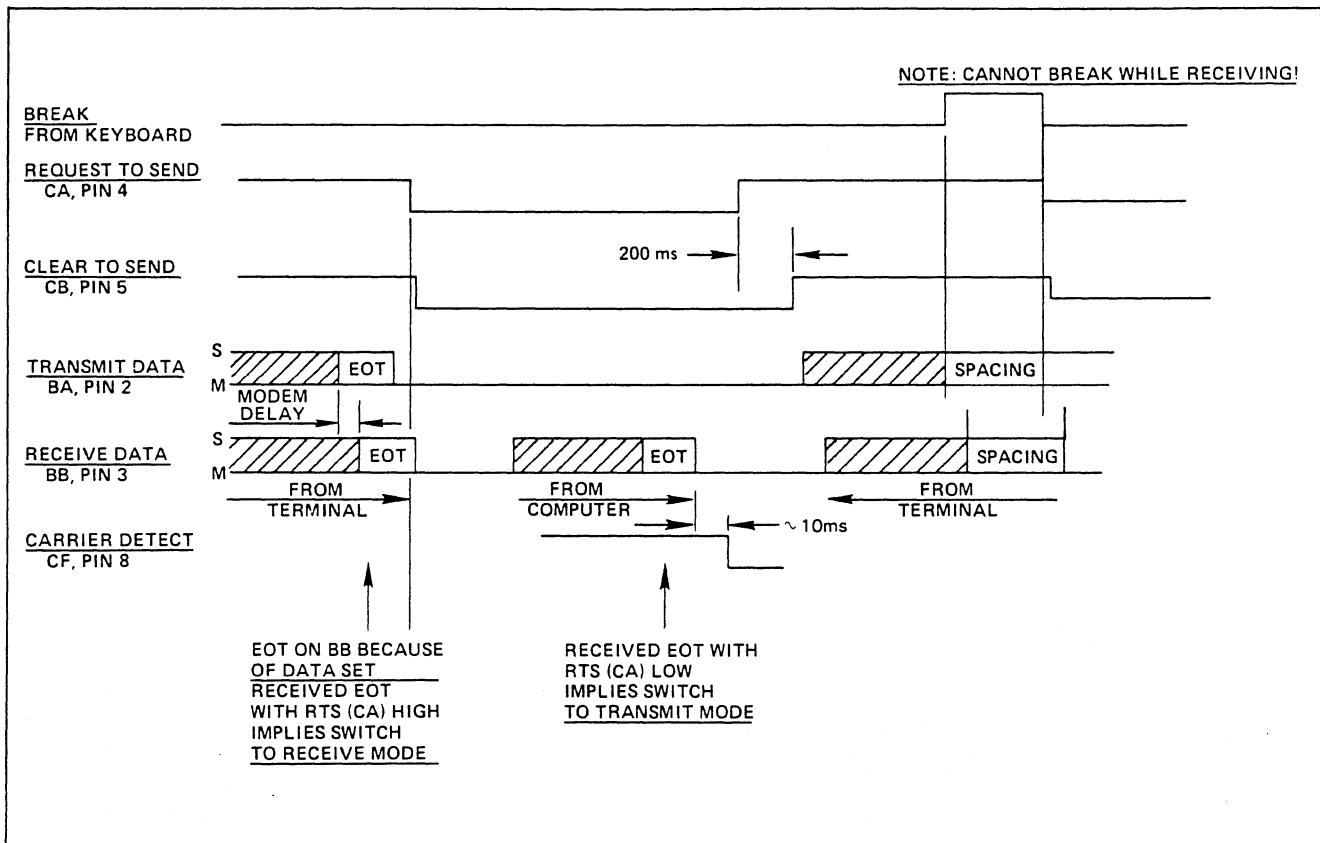 NOTE: CANNOT BREAK WHILE RECEIVING!
BREAK
FROM KEYBOARD
REQUEST TO SEND
CA, PIN 4
200 ms
CLEAR TO SEND
CB, PIN 5
TRANSMIT DATA
BA, PIN 2
S
M
EOT
SPACING
MODEM
DELAY
RECEIVE DATA
BB, PIN 3
S
M
EOT
EOT
SPACING
FROM
TERMINAL
FROM
COMPUTER
FROM
TERMINAL
~ 10ms
CARRIER DETECT
CF, PIN 8
EOT ON BB BECAUSE
OF DATA SET
RECEIVED EOT
WITH RTS (CA) HIGH
IMPLIES SWITCH
TO RECEIVE MODE
RECEIVED EOT WITH
RTS (CA) LOW
IMPLIES SWITCH
TO TRANSMIT MODE